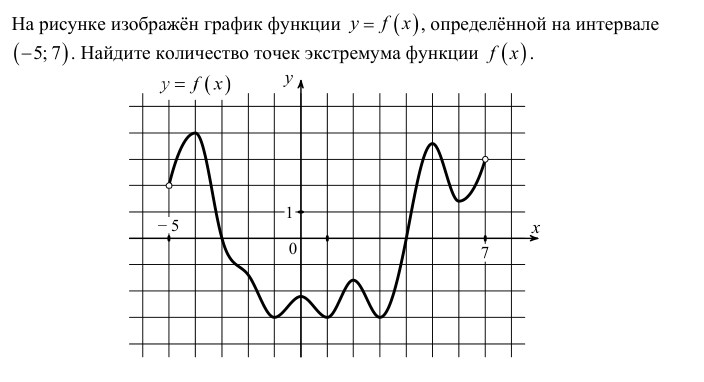 На рисунке изображён график функции y = f(x), определённой на интервале
(−5; 7). Найдите количество точек экстремума функции f(x).
y = f(x)
y
1
−5
x
0
7